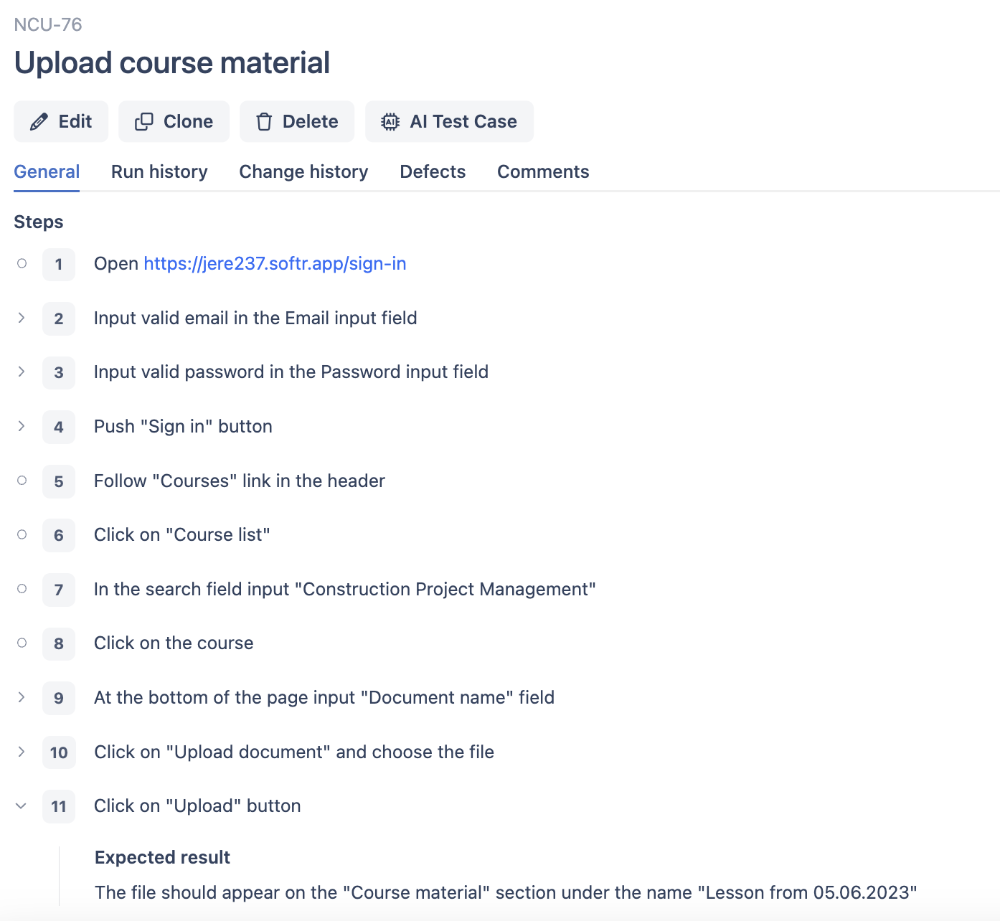 NCU-76
Upload course material
Edit Clone Delete AI Test Case
General Run history Change history Defects Comments
Steps
1 Open https://jere237.softr.app/sign-in
2 Input valid email in the Email input field
3 Input valid password in the Password input field
4 Push "Sign in" button
5 Follow "Courses" link in the header
6 Click on "Course list"
7 In the search field input "Construction Project Management"
8 Click on the course
9 At the bottom of the page input "Document name" field
10 Click on "Upload document" and choose the file
11 Click on "Upload" button
Expected result
The file should appear on the "Course material" section under the name "Lesson from 05.06.2023"